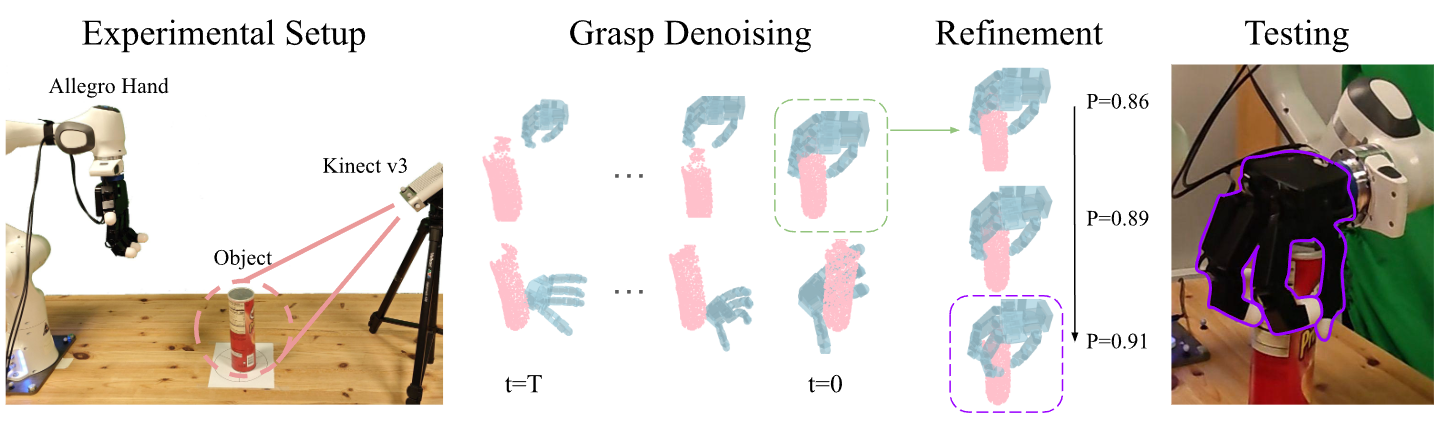 Experimental Setup
Grasp Denoising
Refinement
Testing
Allegro Hand
Kinect v3
Object
...
...
t=T
t=0
P=0.86
P=0.89
P=0.91